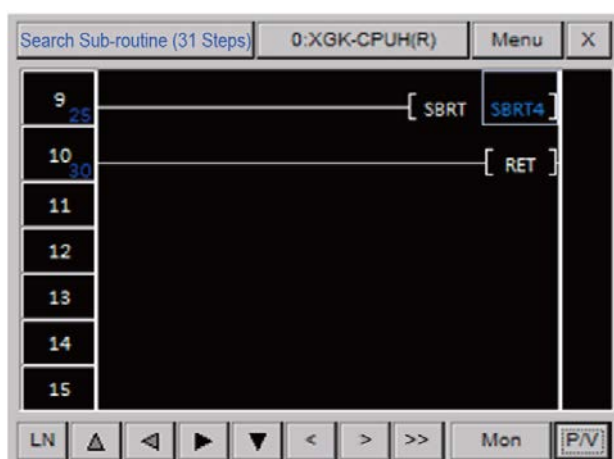 Search Sub-routine (31 Steps) 0:XGK-CPUH(R) Menu X
9 25 [ SBRT SBRT4 ]
10 30 [ RET ]
11
12
13
14
15
LN < > >> Mon P/V